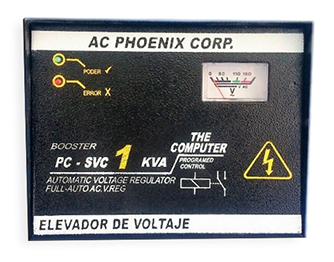 AC PHOENIX CORP.
PODER ✓
ERROR X
0 80 110 160
V AC
BOOSTER
PC - SVC 1 KVA
THE
COMPUTER
PROGRAMED
CONTROL
AUTOMATIC VOLTAGE REGULATOR
FULL-AUTO AC.V.REG
ELEVADOR DE VOLTAJE